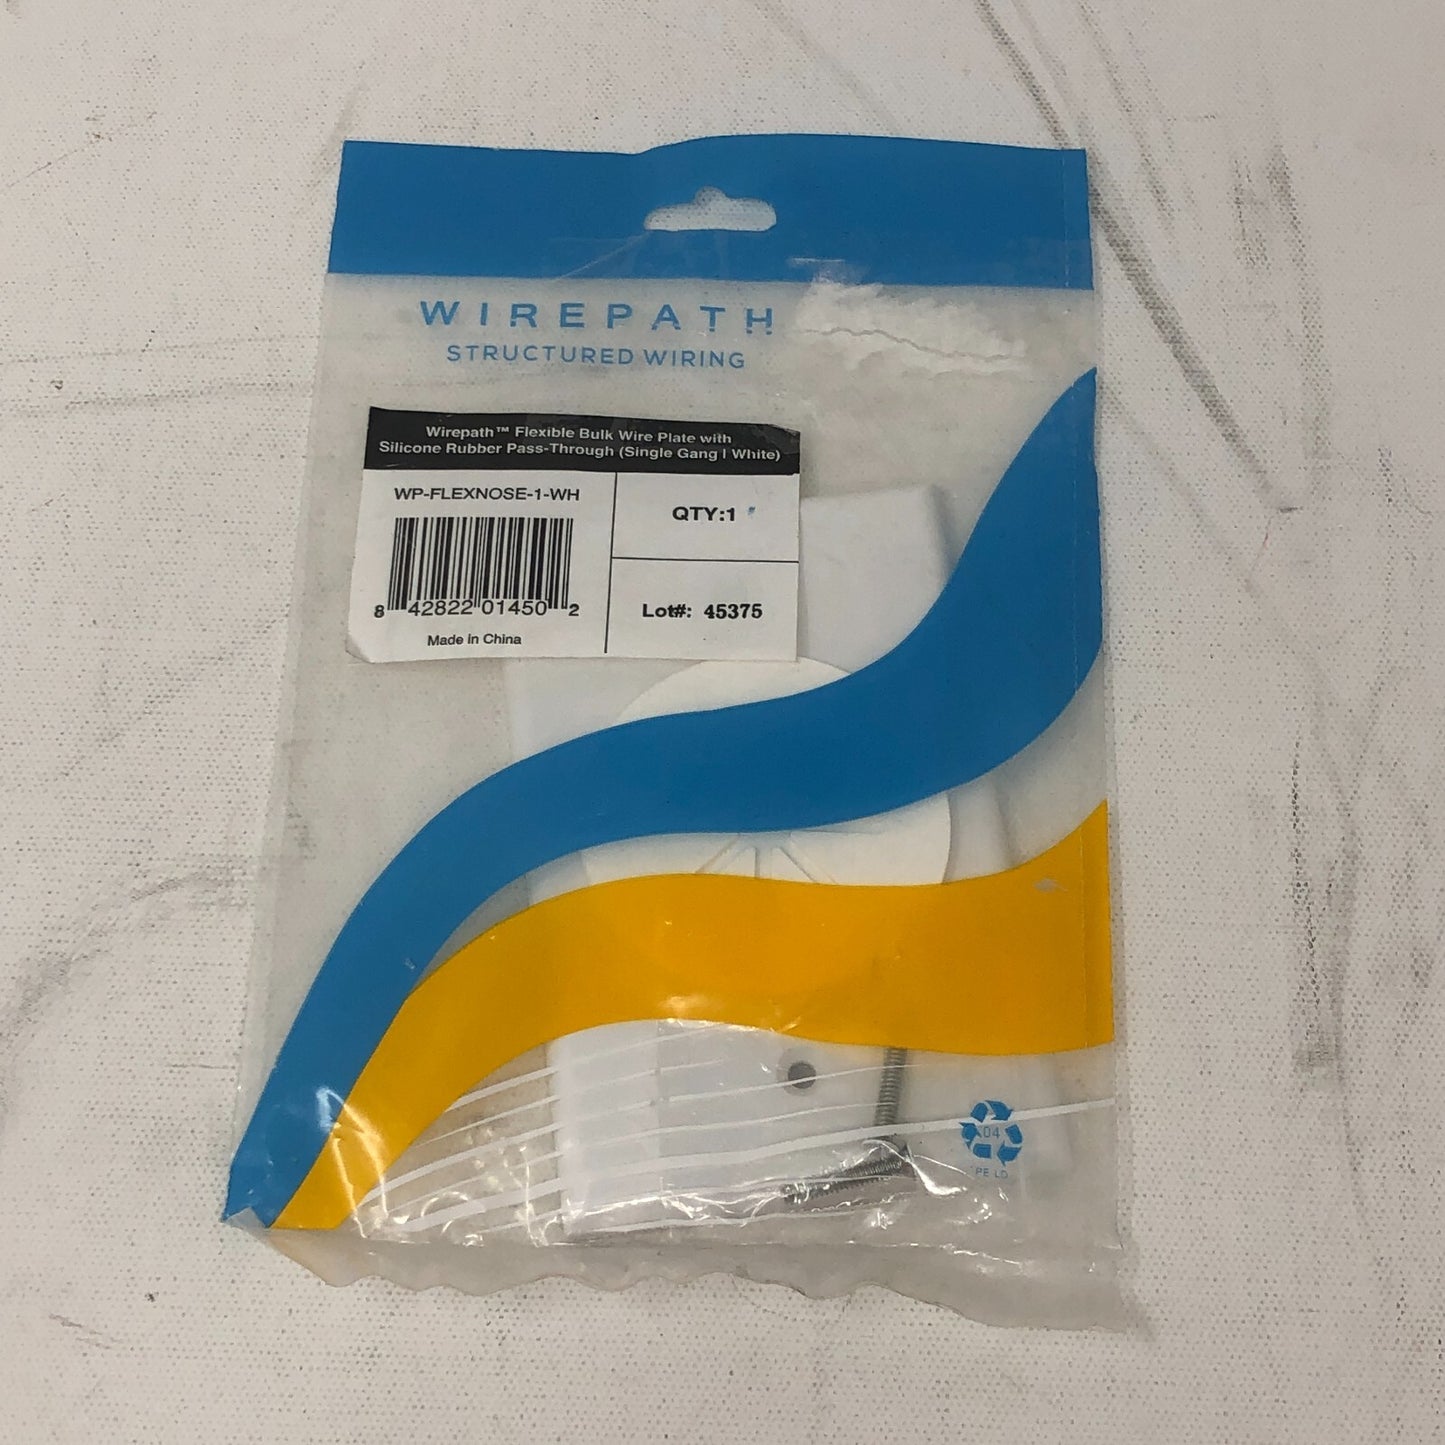 WIREPATH
STRUCTURED WIRING
Wirepath™ Flexible Bulk Wire Plate with
Silicone Rubber Pass-Through (Single Gang | White)
WP-FLEXNOSE-1-WH
QTY:1
8 42822 01450 2
Lot#: 45375
Made in China
04
PE LD